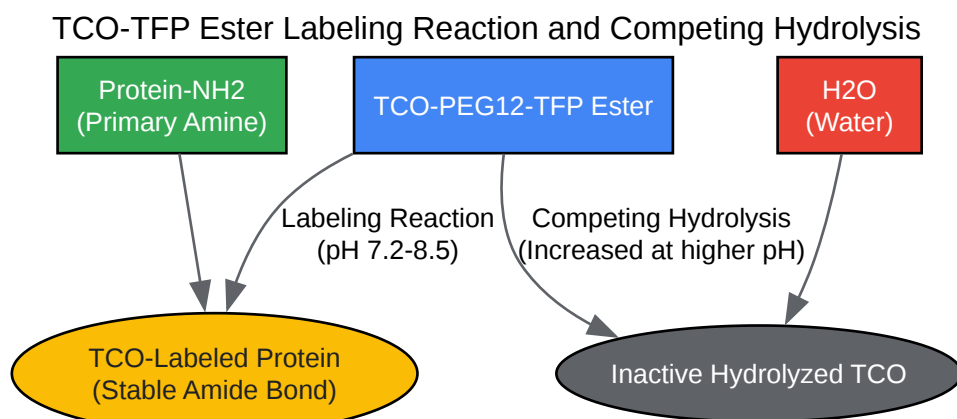 TCO-TFP Ester Labeling Reaction and Competing Hydrolysis
Protein-NH2
(Primary Amine)
TCO-PEG12-TFP Ester
H2O
(Water)
Labeling Reaction
(pH 7.2-8.5)
Competing Hydrolysis
(Increased at higher pH)
TCO-Labeled Protein
(Stable Amide Bond)
Inactive Hydrolyzed TCO